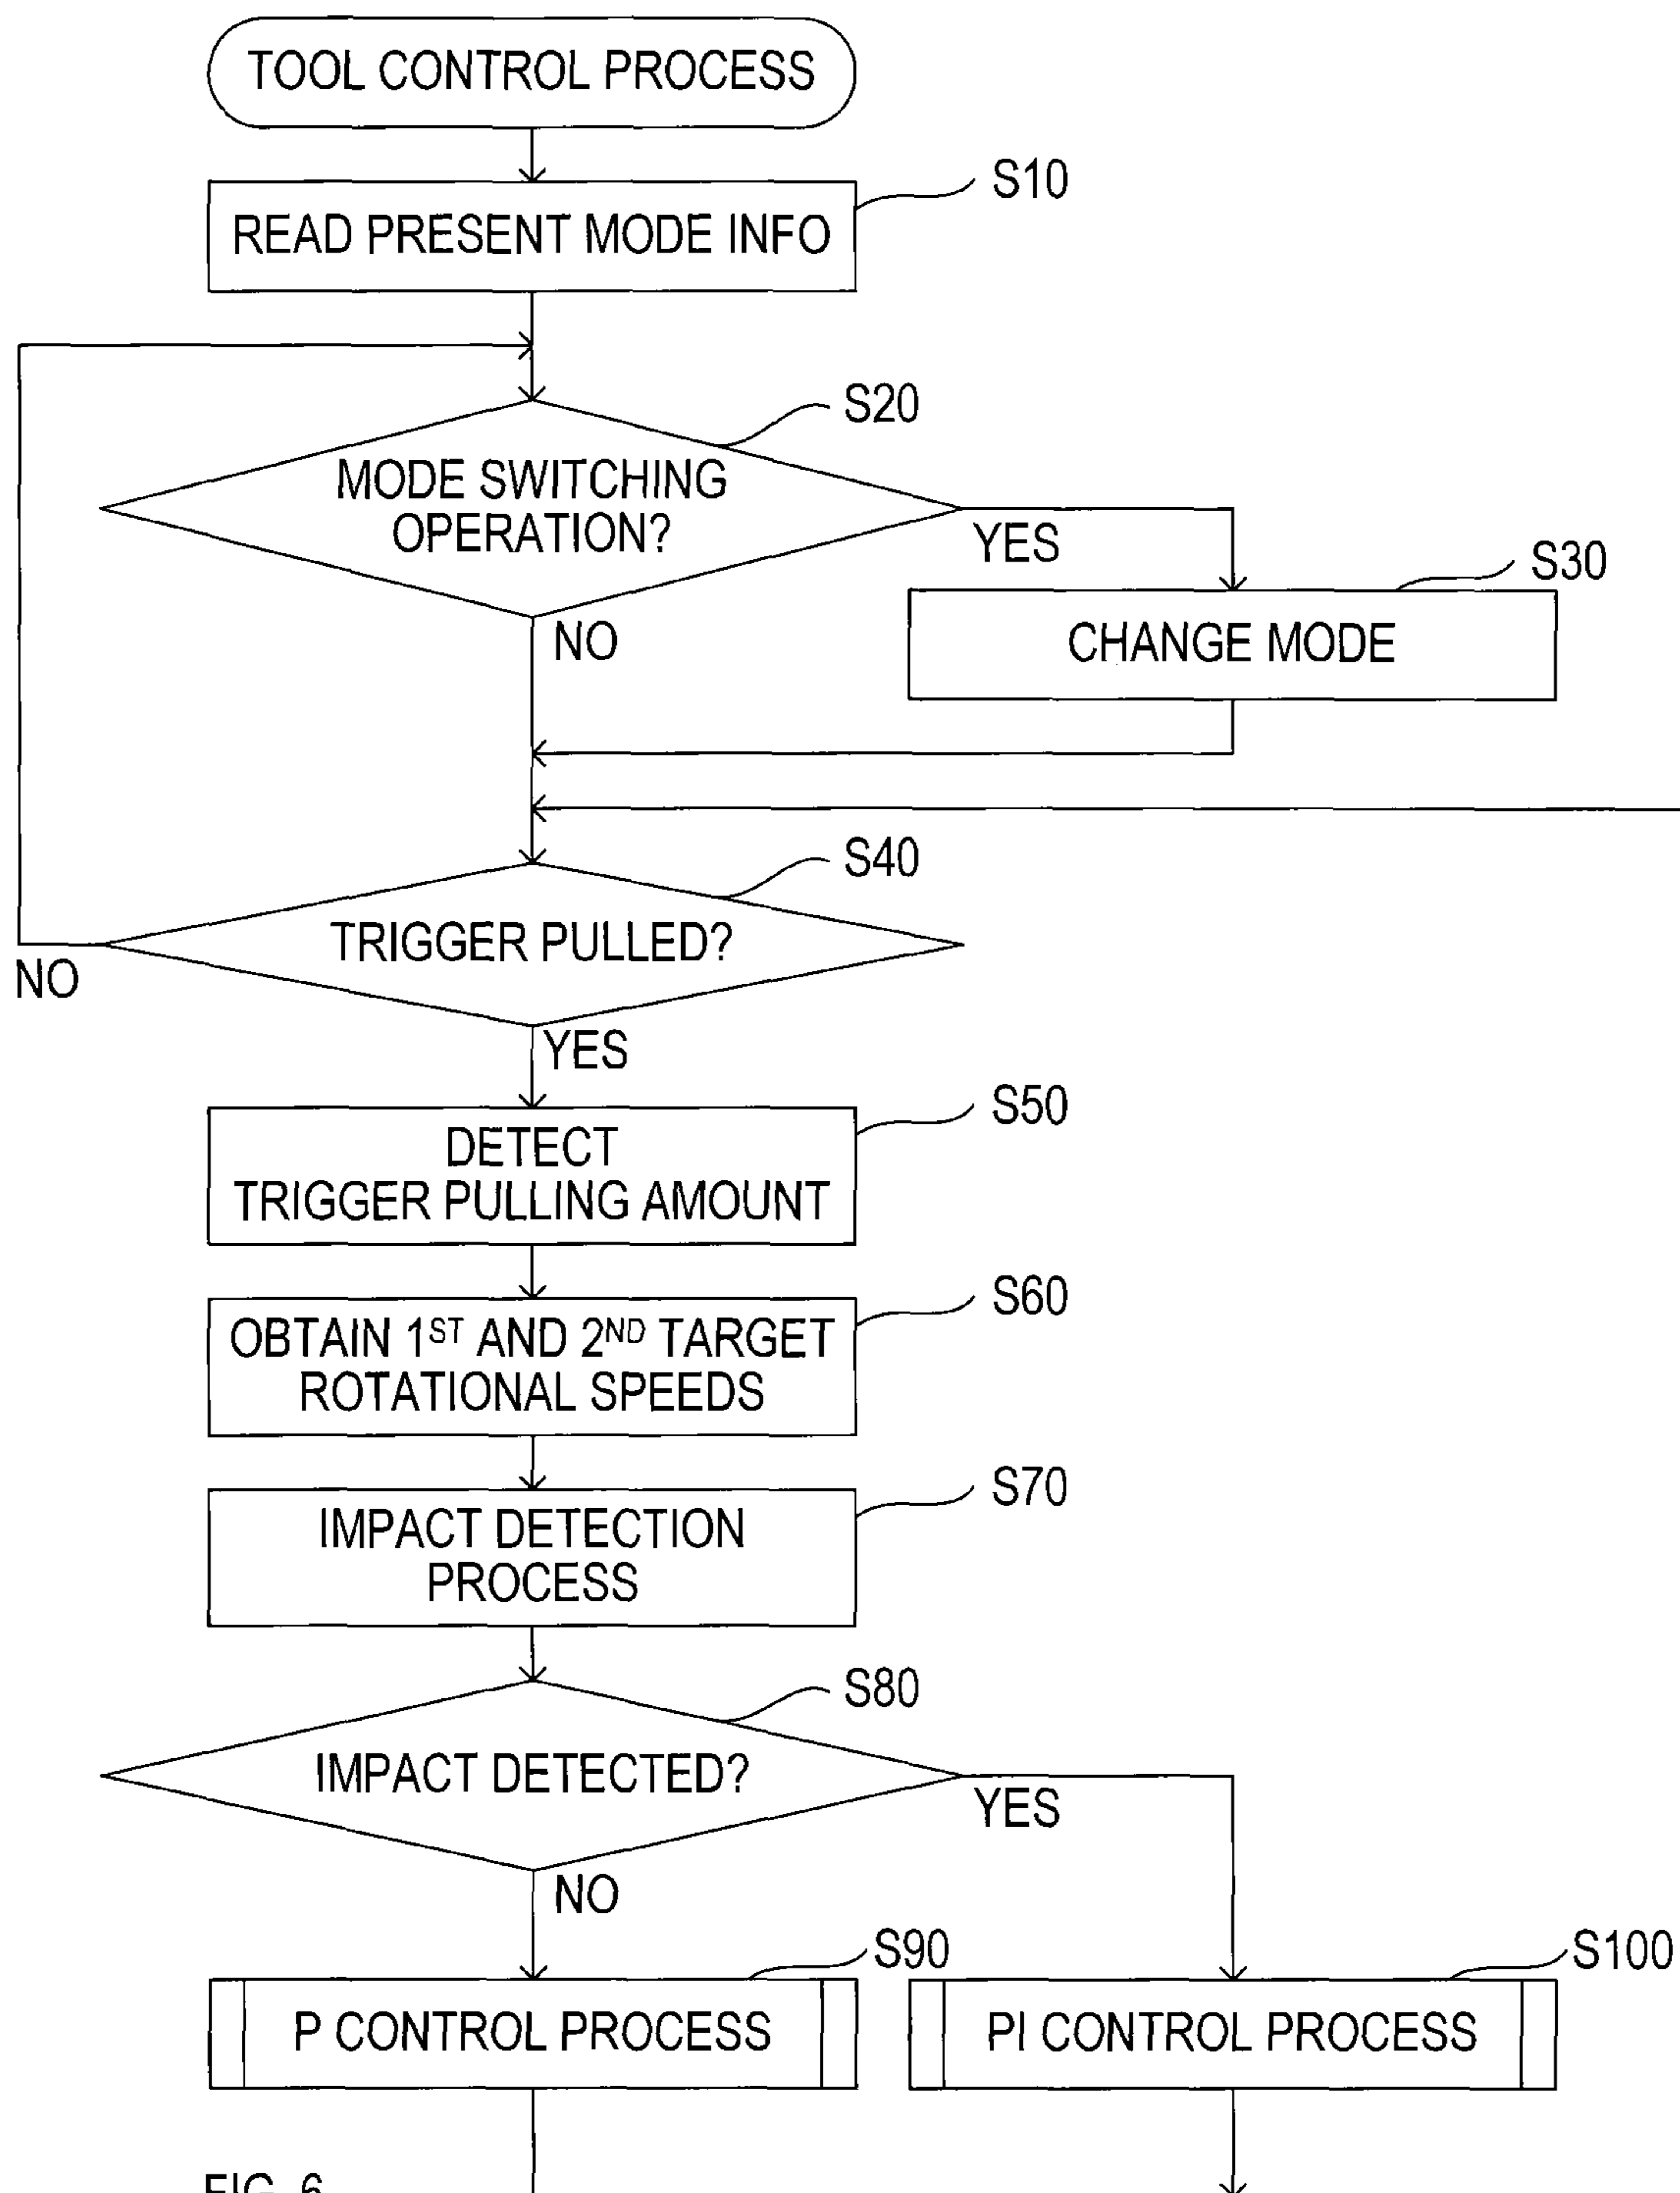 TOOL CONTROL PROCESS
S10
READ PRESENT MODE INFO
S20
MODE SWITCHING
OPERATION?
YES
S30
CHANGE MODE
NO
S40
TRIGGER PULLED?
NO
YES
S50
DETECT
TRIGGER PULLING AMOUNT
S60
OBTAIN 1ST AND 2ND TARGET
ROTATIONAL SPEEDS
S70
IMPACT DETECTION
PROCESS
S80
IMPACT DETECTED?
YES
NO
S90
P CONTROL PROCESS
S100
PI CONTROL PROCESS
FIG. 6